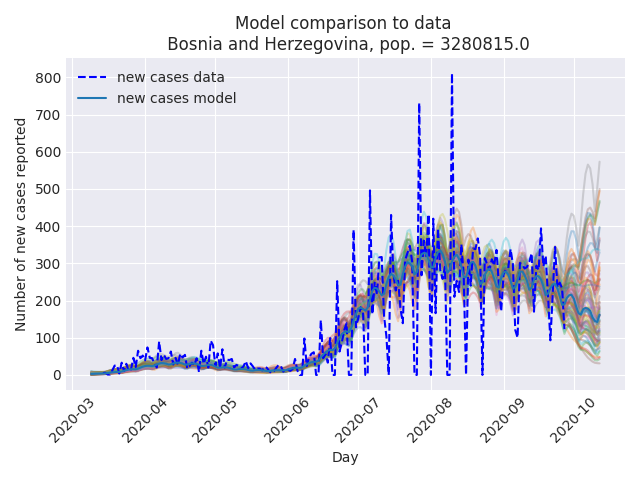 Model comparison to data
Bosnia and Herzegovina, pop. = 3280815.0
new cases data
new cases model
Number of new cases reported
800
700
600
500
400
300
200
100
0
2020-03
2020-04
2020-05
2020-06
2020-07
2020-08
2020-09
2020-10
Day